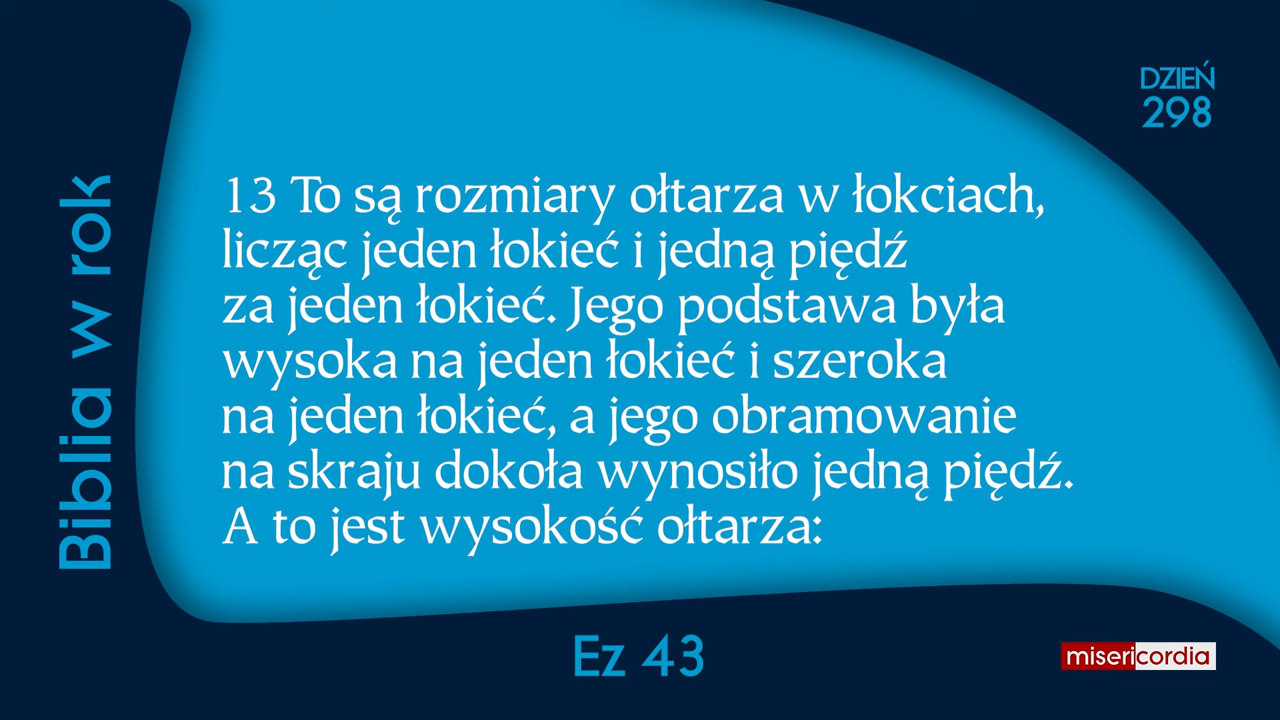 DZIEŃ
298
Biblia w rok
13 To są rozmiary ołtarza w łokciach,
licząc jeden łokieć i jedną piędź
za jeden łokieć. Jego podstawa była
wysoka na jeden łokieć i szeroka
na jeden łokieć, a jego obramowanie
na skraju dokoła wynosiło jedną piędź.
A to jest wysokość ołtarza:
Ez 43
misericordia